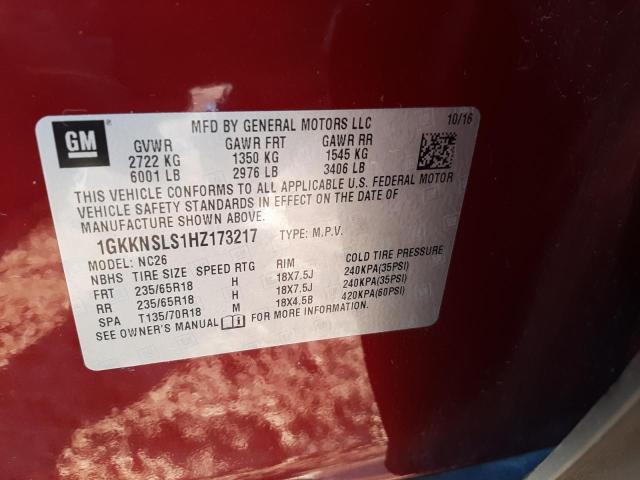 GM
MFD BY GENERAL MOTORS LLC
10/16
GVWR GAWR FRT GAWR RR
2722 KG 1350 KG 1545 KG
6001 LB 2976 LB 3406 LB
THIS VEHICLE CONFORMS TO ALL APPLICABLE U.S. FEDERAL MOTOR
VEHICLE SAFETY STANDARDS IN EFFECT ON THE DATE OF
MANUFACTURE SHOWN ABOVE.
1GKKNSLS1HZ173217 TYPE: M.P.V.
MODEL: NC26
NBHS TIRE SIZE SPEED RTG RIM COLD TIRE PRESSURE
FRT 235/65R18 H 18X7.5J 240KPA(35PSI)
RR 235/65R18 H 18X7.5J 240KPA(35PSI)
SPA T135/70R18 M 18X4.5B 420KPA(60PSI)
SEE OWNER'S MANUAL FOR MORE INFORMATION.